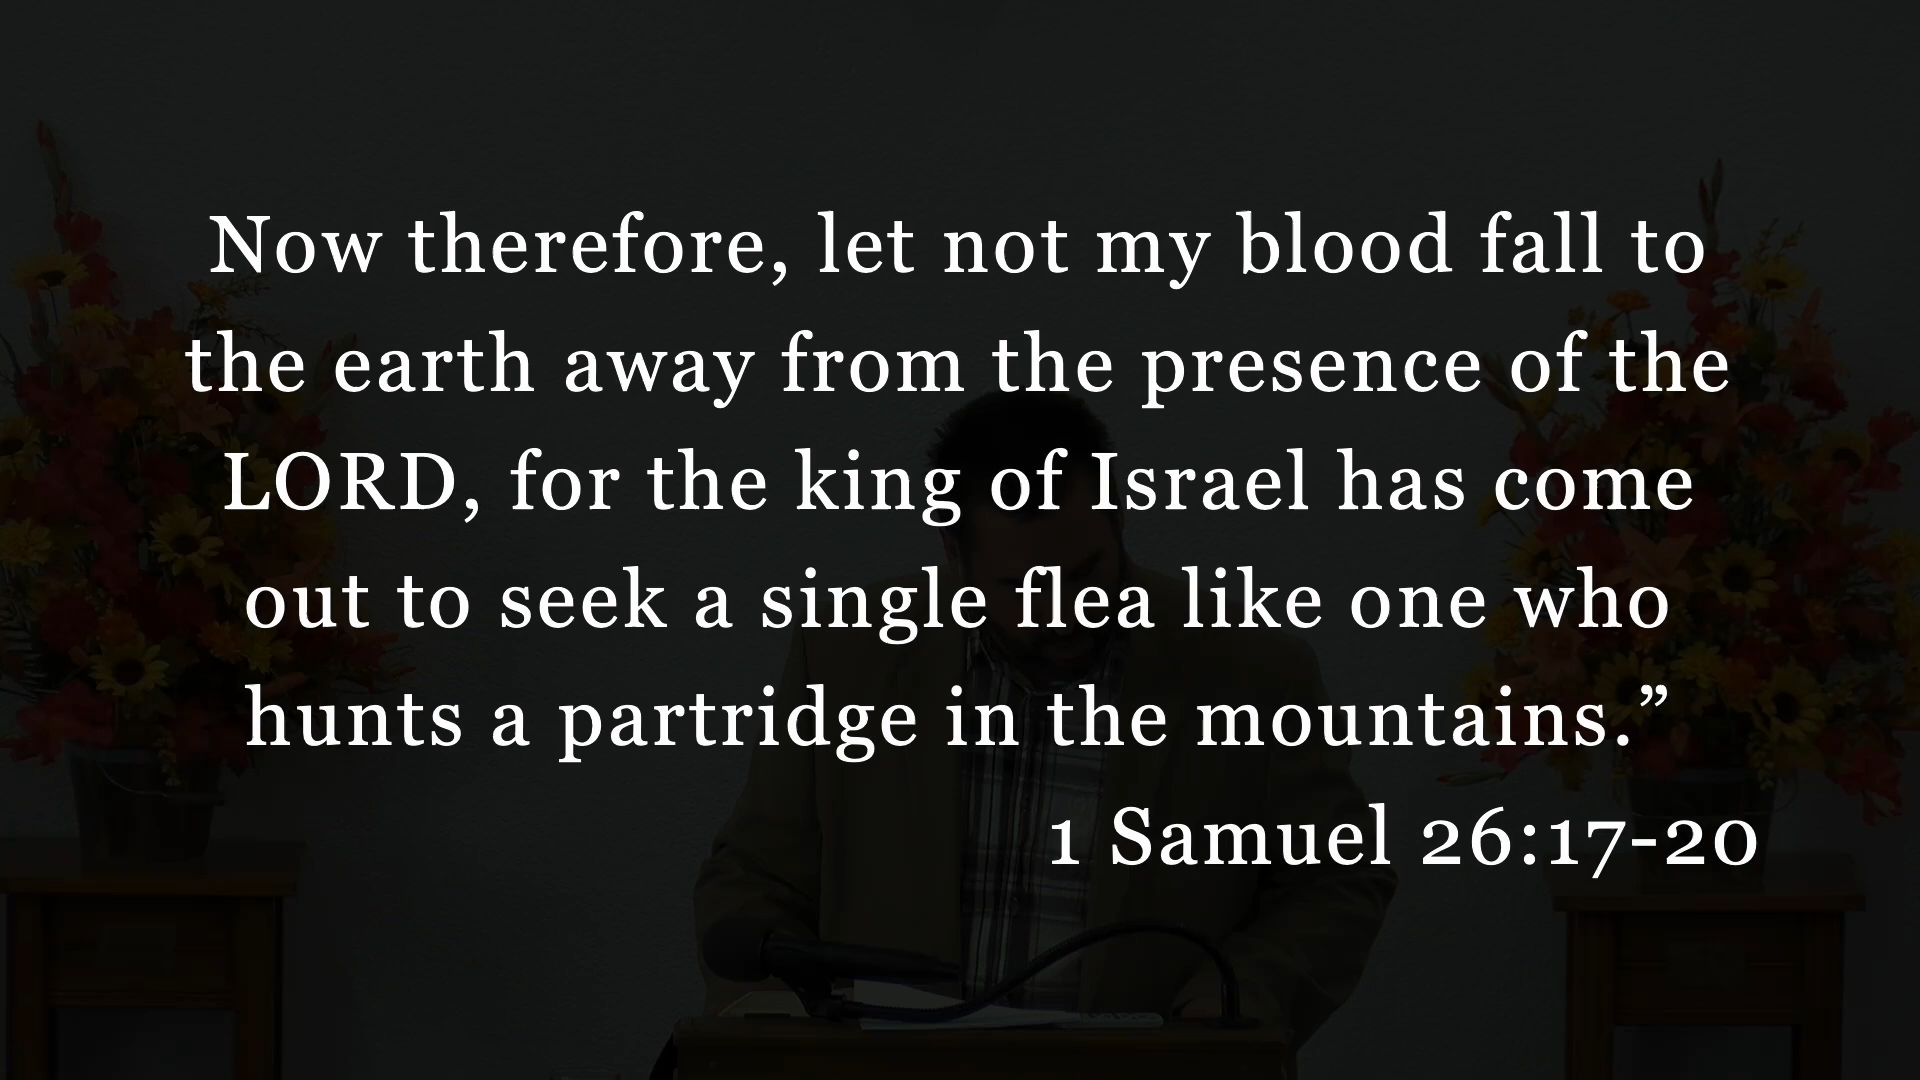 Now therefore, let not my blood fall to
the earth away from the presence of the
LORD, for the king of Israel has come
out to seek a single flea like one who
hunts a partridge in the mountains.”
1 Samuel 26:17-20